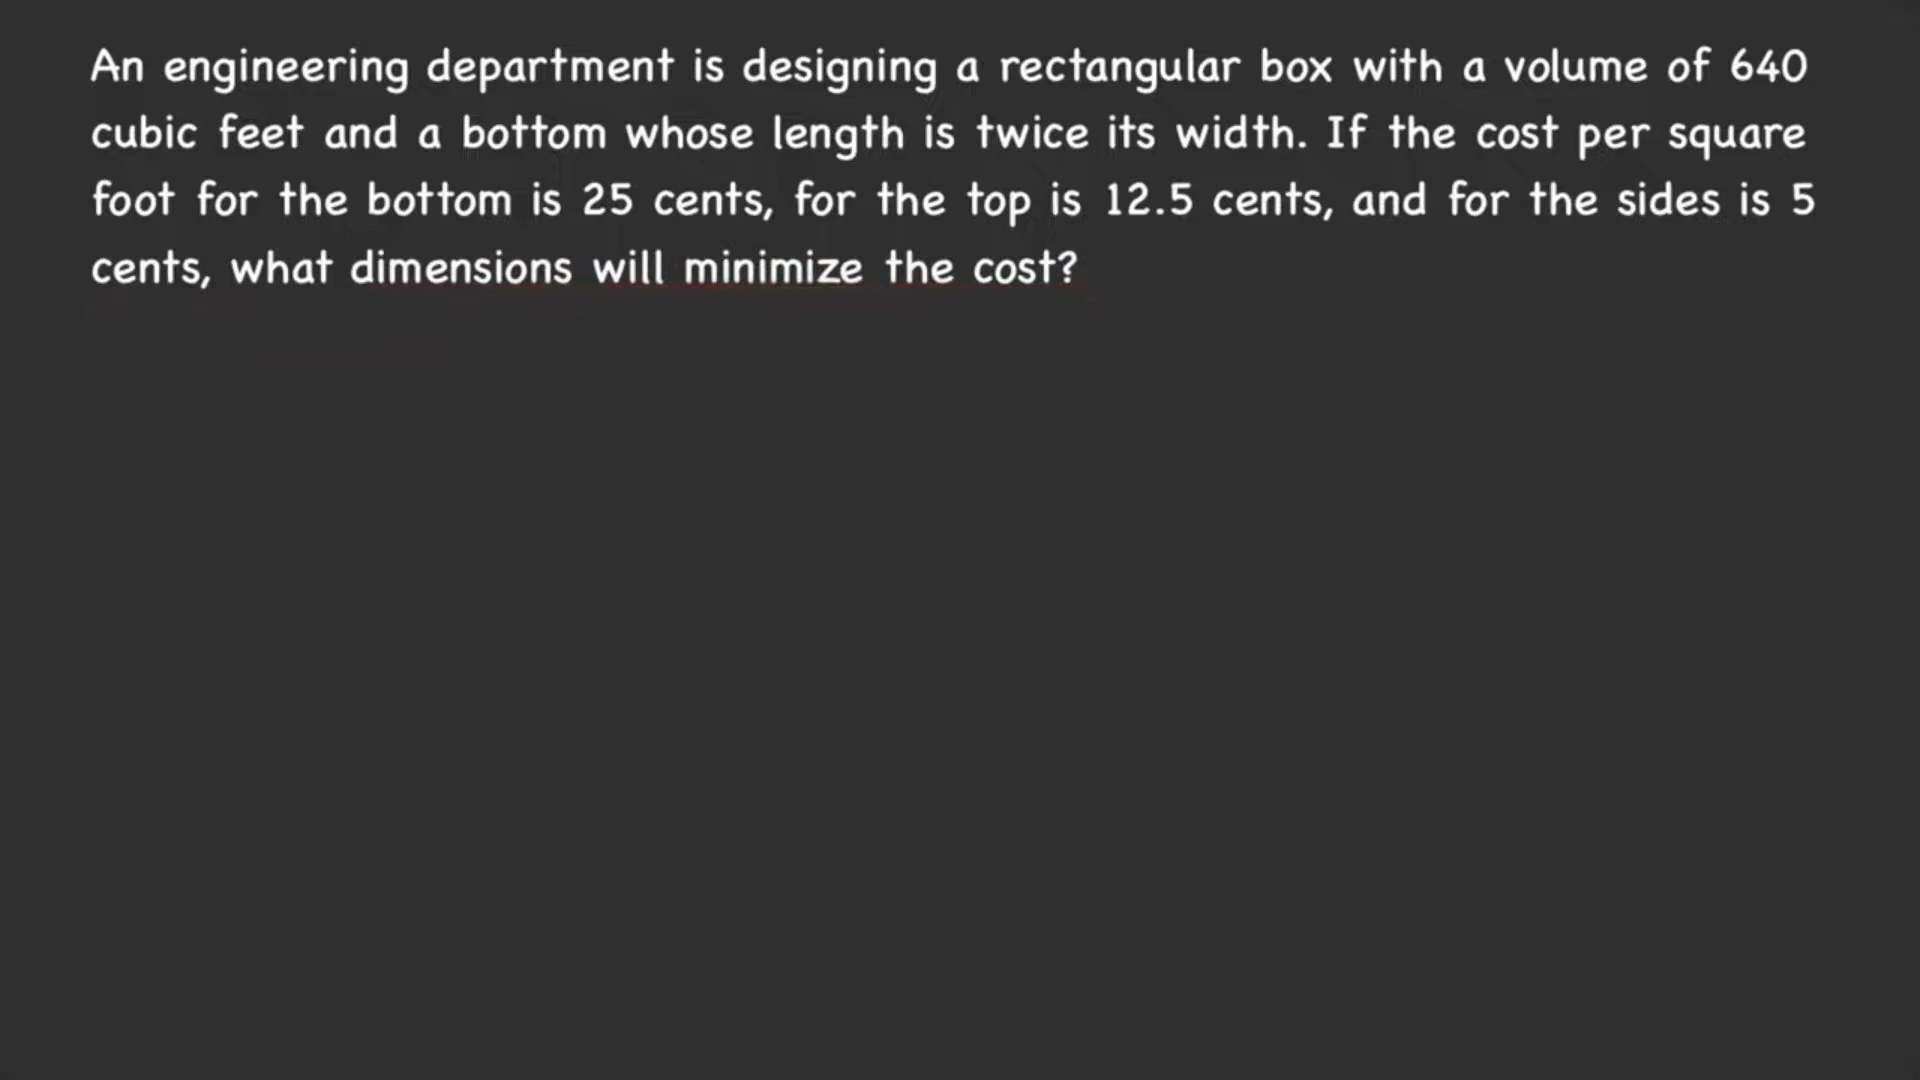 An engineering department is designing a rectangular box with a volume of 640
cubic feet and a bottom whose length is twice its width. If the cost per square
foot for the bottom is 25 cents, for the top is 12.5 cents, and for the sides is 5
cents, what dimensions will minimize the cost?